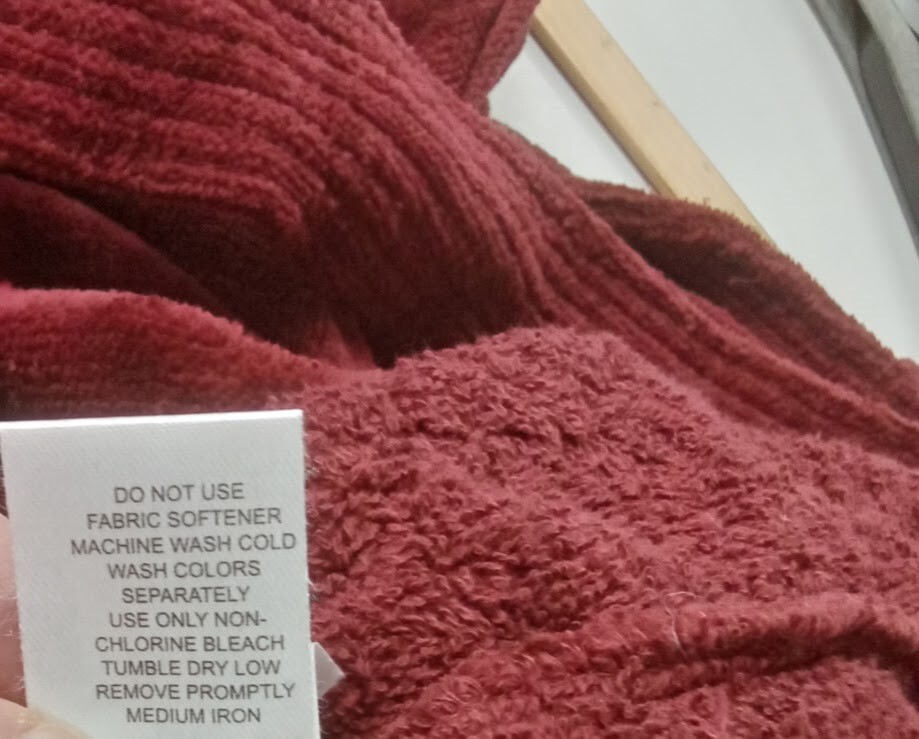 DO NOT USE
FABRIC SOFTENER
MACHINE WASH COLD
WASH COLORS
SEPARATELY
USE ONLY NON-
CHLORINE BLEACH
TUMBLE DRY LOW
REMOVE PROMPTLY
MEDIUM IRON